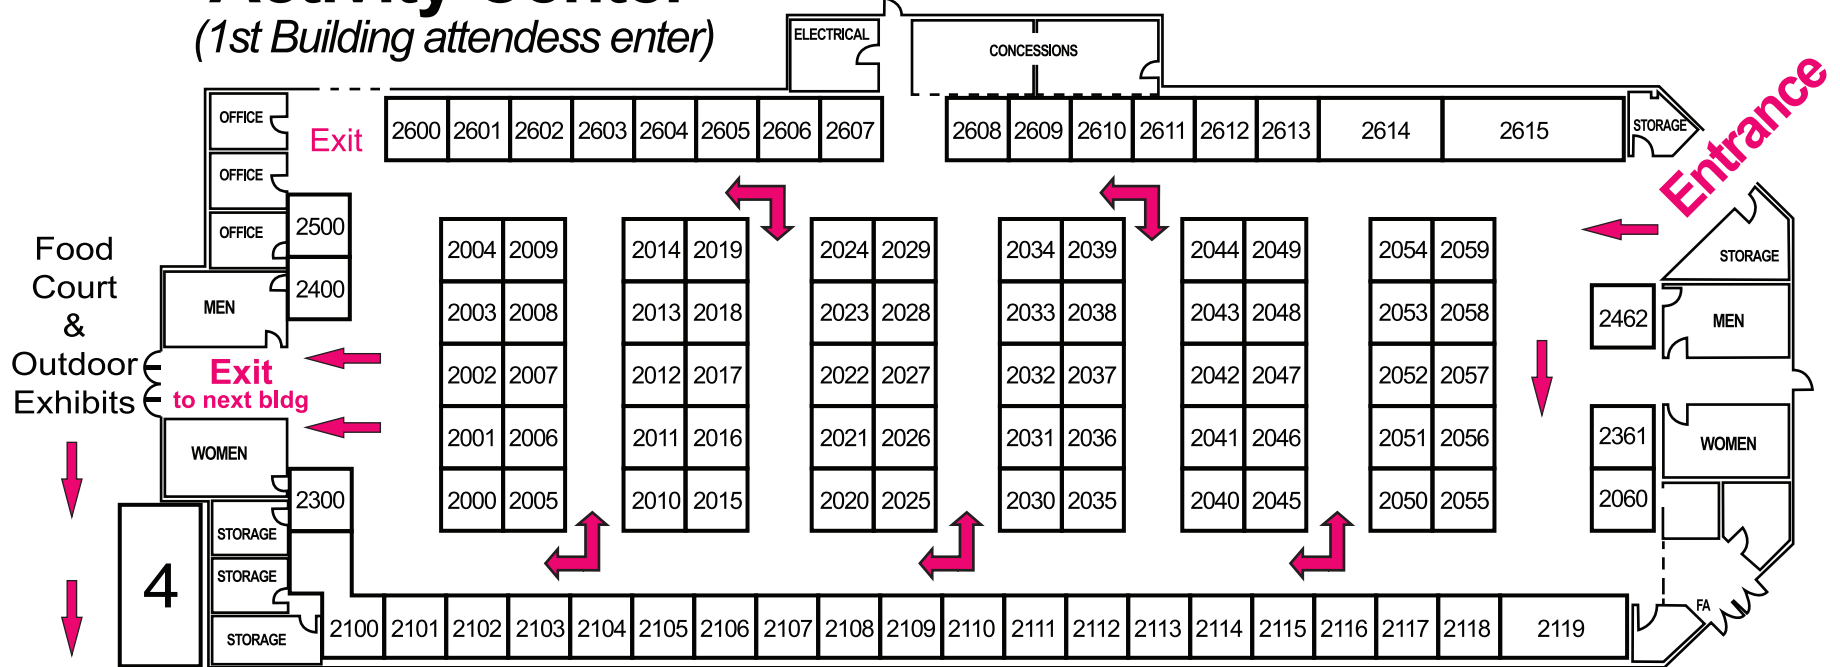 Activity Center
(1st Building attendess enter)
ELECTRICAL
CONCESSIONS
OFFICE
Exit
2600 2601 2602 2603 2604 2605 2606 2607
2608 2609 2610 2611 2612 2613 2614 2615
STORAGE
Entrance
OFFICE
OFFICE
2500
2400
MEN
Food
Court
&
Outdoor
Exhibits
Exit
to next bldg
WOMEN
2300
STORAGE
STORAGE
STORAGE
4
2004 2009 2014 2019 2024 2029 2034 2039 2044 2049 2054 2059
2003 2008 2013 2018 2023 2028 2033 2038 2043 2048 2053 2058
2002 2007 2012 2017 2022 2027 2032 2037 2042 2047 2052 2057
2001 2006 2011 2016 2021 2026 2031 2036 2041 2046 2051 2056
2000 2005 2010 2015 2020 2025 2030 2035 2040 2045 2050 2055
STORAGE
2462
MEN
2361
WOMEN
2060
FA
2100 2101 2102 2103 2104 2105 2106 2107 2108 2109 2110 2111 2112 2113 2114 2115 2116 2117 2118 2119